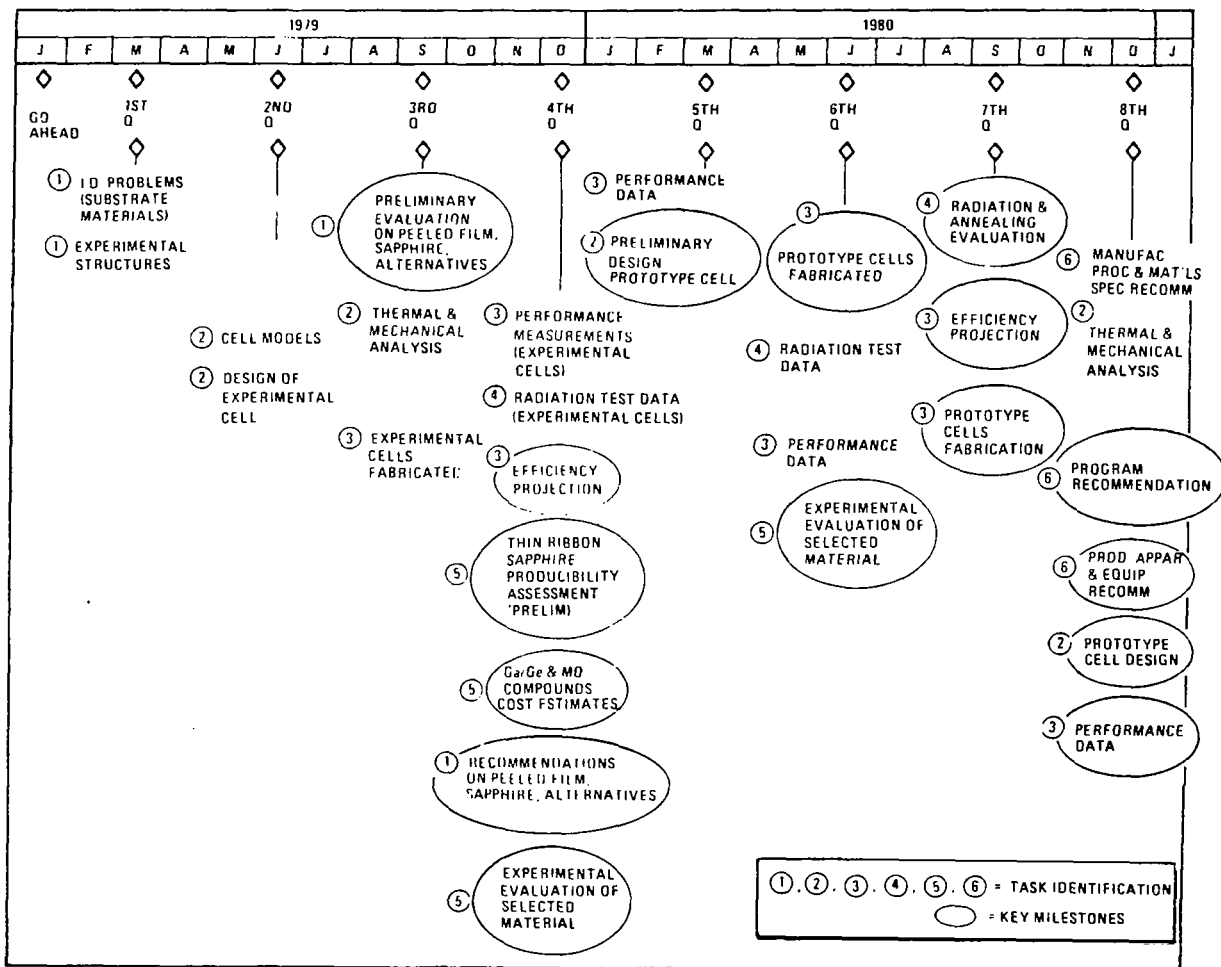 1979 1980
J F M A M J J A S O N D J F M A M J J A S O N D J
GO
AHEAD
1ST
Q
2ND
Q
3RD
Q
4TH
Q
5TH
Q
6TH
Q
7TH
Q
8TH
Q
1 I D PROBLEMS
(SUBSTRATE
MATERIALS)
1 EXPERIMENTAL
STRUCTURES
2 CELL MODELS
2 DESIGN OF
EXPERIMENTAL
CELL
1 PRELIMINARY
EVALUATION
ON PEELED FILM,
SAPPHIRE,
ALTERNATIVES
2 THERMAL &
MECHANICAL
ANALYSIS
3 EXPERIMENTAL
CELLS
FABRICATED
3 PERFORMANCE
MEASUREMENTS
(EXPERIMENTAL
CELLS)
4 RADIATION TEST DATA
(EXPERIMENTAL CELLS)
3 EFFICIENCY
PROJECTION
5 THIN RIBBON
SAPPHIRE
PRODUCIBILITY
ASSESSMENT
(PRELIM)
5 Ga/Ge & MO
COMPOUNDS
COST ESTIMATES
1 RECOMMENDATIONS
ON PEELED FILM,
SAPPHIRE, ALTERNATIVES
5 EXPERIMENTAL
EVALUATION OF
SELECTED
MATERIAL
3 PERFORMANCE
DATA
2 PRELIMINARY
DESIGN
PROTOTYPE CELL
3
PROTOTYPE CELLS
FABRICATED
4 RADIATION TEST
DATA
3 PERFORMANCE
DATA
5 EXPERIMENTAL
EVALUATION OF
SELECTED
MATERIAL
4 RADIATION &
ANNEALING
EVALUATION
3 EFFICIENCY
PROJECTION
3 PROTOTYPE
CELLS
FABRICATION
6 MANUFAC
PROC & MAT'LS
SPEC RECOMM
2
THERMAL &
MECHANICAL
ANALYSIS
6 PROGRAM
RECOMMENDATION
6 PROD APPAR
& EQUIP
RECOMM
2 PROTOTYPE
CELL DESIGN
3 PERFORMANCE
DATA
1, 2, 3, 4, 5, 6 = TASK IDENTIFICATION
= KEY MILESTONES